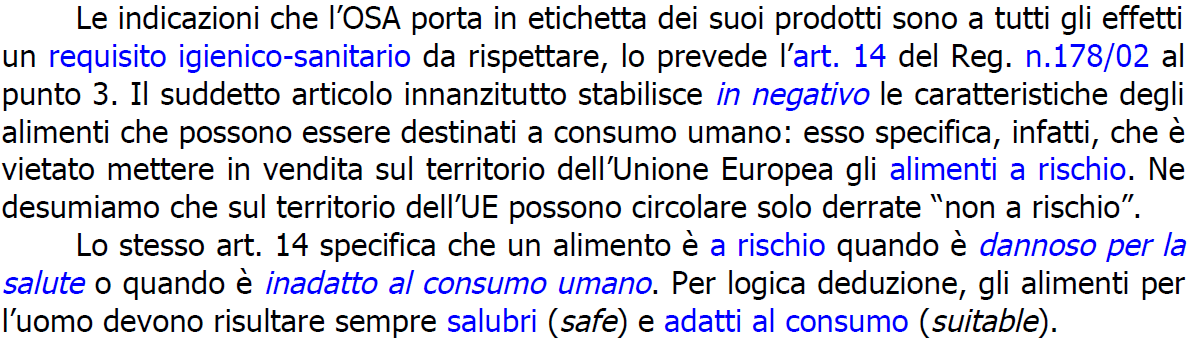 Le indicazioni che l’OSA porta in etichetta dei suoi prodotti sono a tutti gli effetti
un requisito igienico-sanitario da rispettare, lo prevede l’art. 14 del Reg. n.178/02 al
punto 3. Il suddetto articolo innanzitutto stabilisce in negativo le caratteristiche degli
alimenti che possono essere destinati a consumo umano: esso specifica, infatti, che è
vietato mettere in vendita sul territorio dell’Unione Europea gli alimenti a rischio. Ne
desumiamo che sul territorio dell’UE possono circolare solo derrate “non a rischio”.
Lo stesso art. 14 specifica che un alimento è a rischio quando è dannoso per la
salute o quando è inadatto al consumo umano. Per logica deduzione, gli alimenti per
l’uomo devono risultare sempre salubri (safe) e adatti al consumo (suitable).